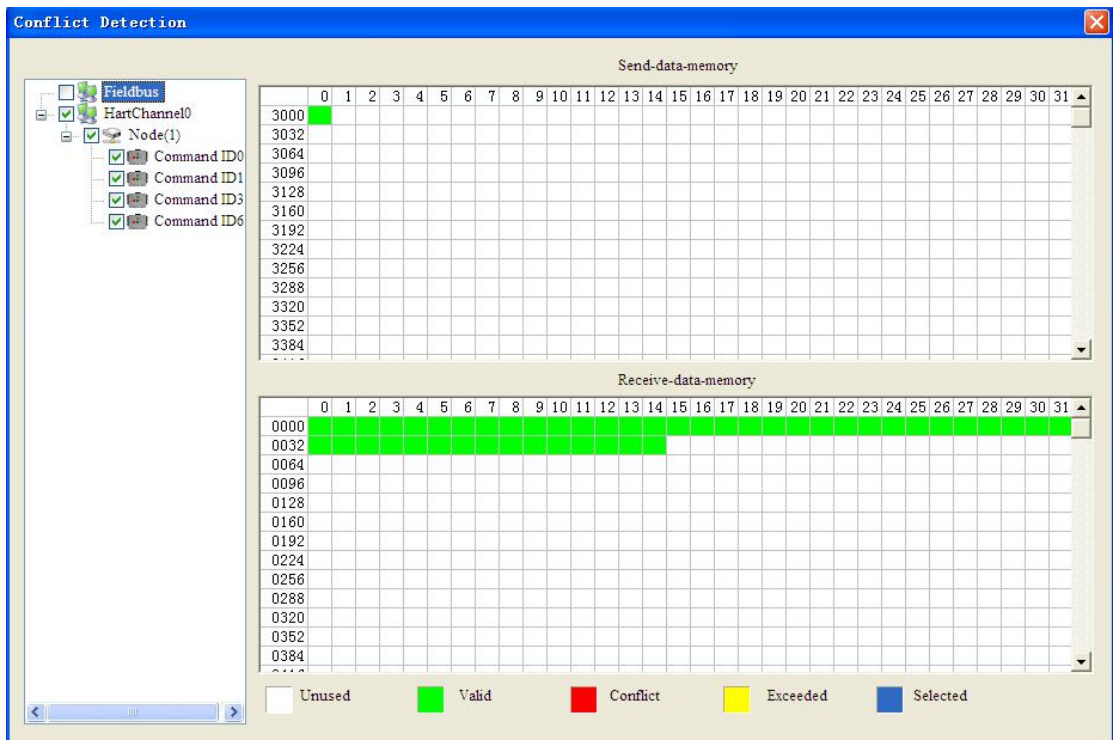 Conflict Detection
Fieldbus
HartChannel0
Node(1)
Command ID0
Command ID1
Command ID3
Command ID6
Send-data-memory
0 1 2 3 4 5 6 7 8 9 10 11 12 13 14 15 16 17 18 19 20 21 22 23 24 25 26 27 28 29 30 31
3000
3032
3064
3096
3128
3160
3192
3224
3256
3288
3320
3352
3384
Receive-data-memory
0 1 2 3 4 5 6 7 8 9 10 11 12 13 14 15 16 17 18 19 20 21 22 23 24 25 26 27 28 29 30 31
0000
0032
0064
0096
0128
0160
0192
0224
0256
0288
0320
0352
0384
Unused Valid Conflict Exceeded Selected